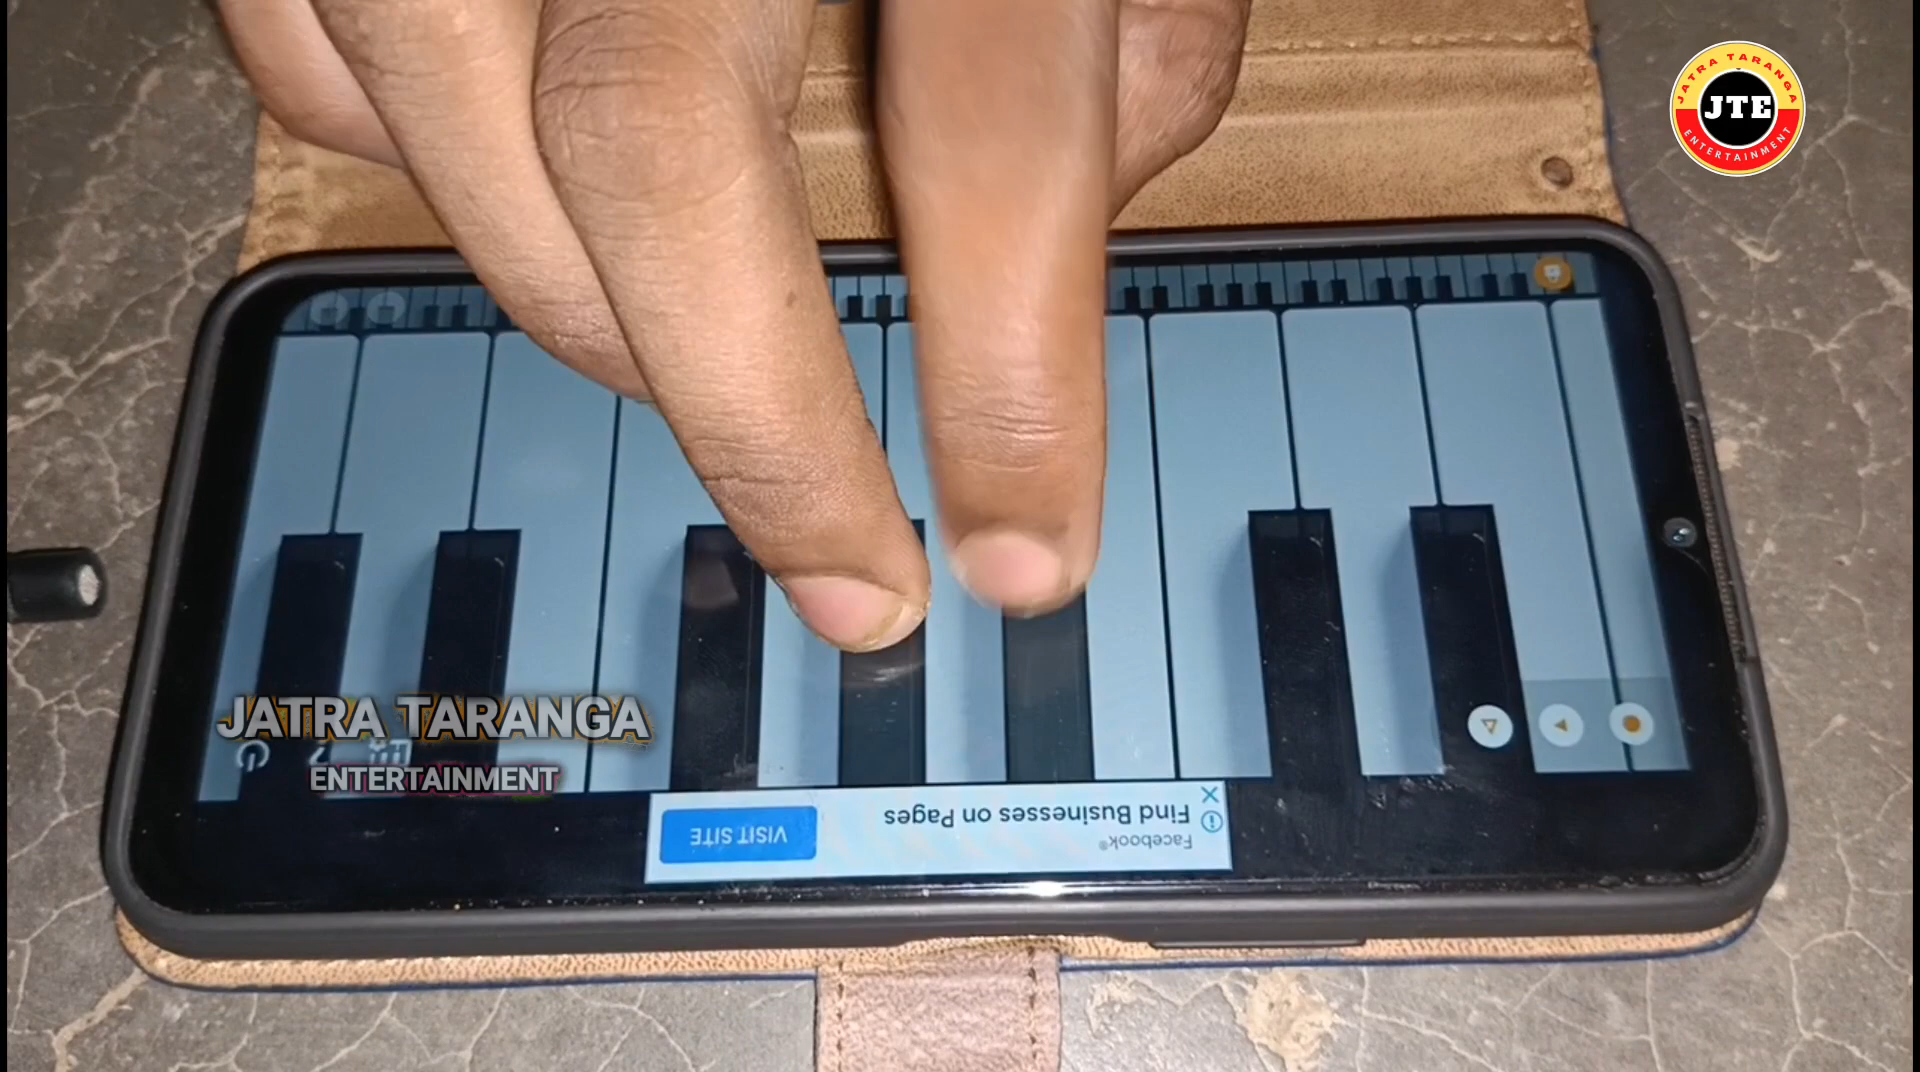 JATRA TARANGA
JTE
ENTERTAINMENT
JATRA TARANGA
ENTERTAINMENT
?
Facebook®
Find Businesses on Pages
VISIT SITE